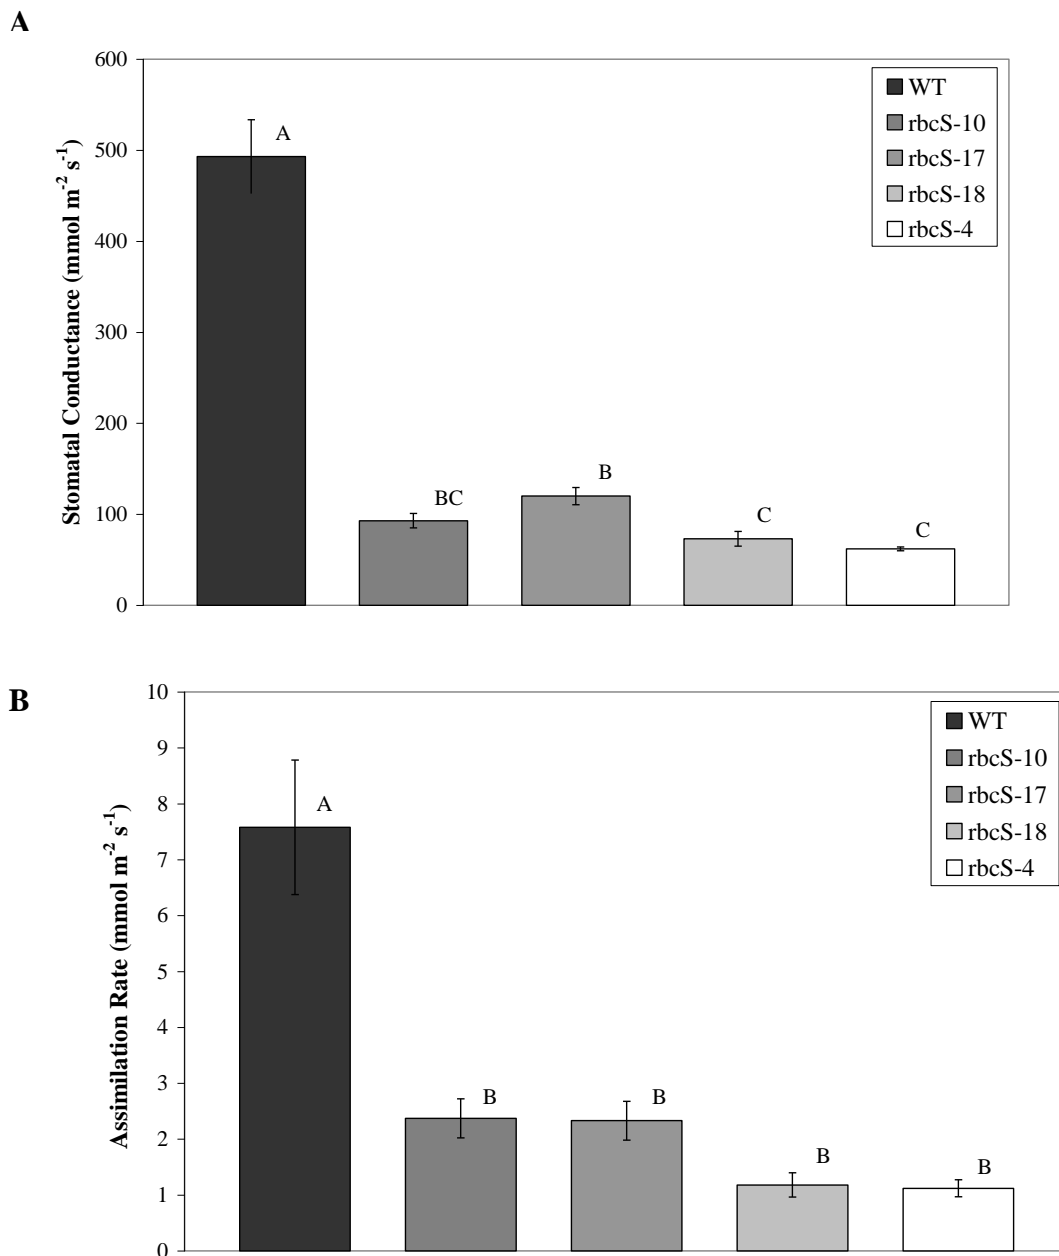 A
600
500
400
300
200
100
0
Stomatal Conductance (mmol m⁻² s⁻¹)
A
BC
B
C
C
WT
rbcS-10
rbcS-17
rbcS-18
rbcS-4
B
10
9
8
7
6
5
4
3
2
1
0
Assimilation Rate (mmol m⁻² s⁻¹)
A
B
B
B
B
WT
rbcS-10
rbcS-17
rbcS-18
rbcS-4